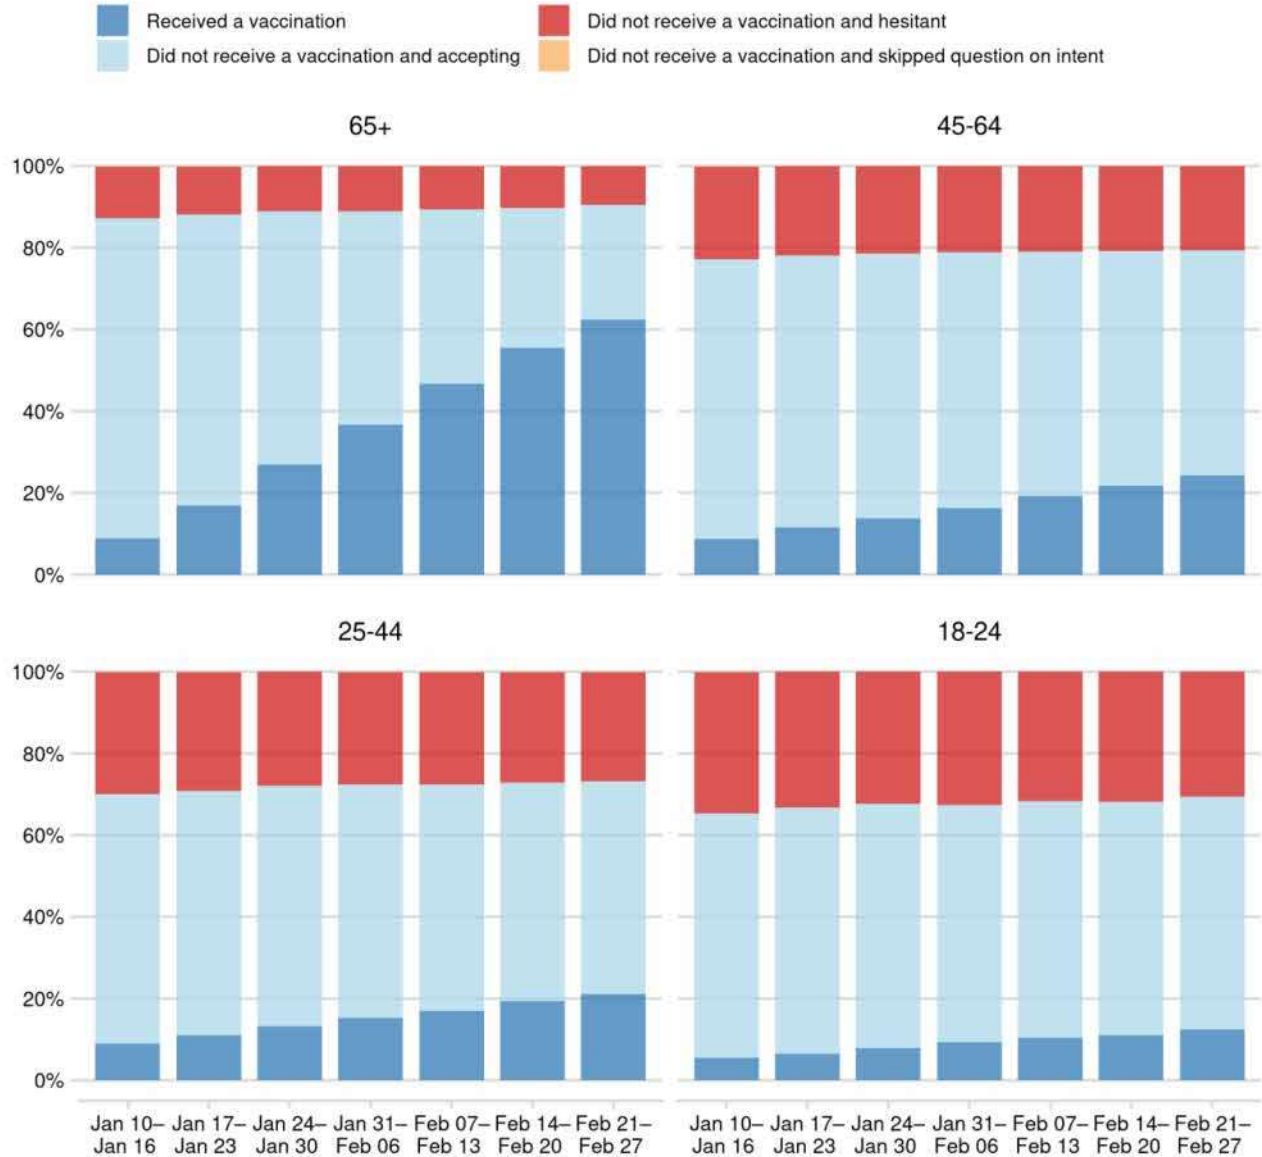 Received a vaccination
Did not receive a vaccination and hesitant
Did not receive a vaccination and accepting
Did not receive a vaccination and skipped question on intent
65+
45-64
100%
80%
60%
40%
20%
0%
25-44
18-24
100%
80%
60%
40%
20%
0%
Jan 10– Jan 17– Jan 24– Jan 31– Feb 07– Feb 14– Feb 21–
Jan 16 Jan 23 Jan 30 Feb 06 Feb 13 Feb 20 Feb 27
Jan 10– Jan 17– Jan 24– Jan 31– Feb 07– Feb 14– Feb 21–
Jan 16 Jan 23 Jan 30 Feb 06 Feb 13 Feb 20 Feb 27